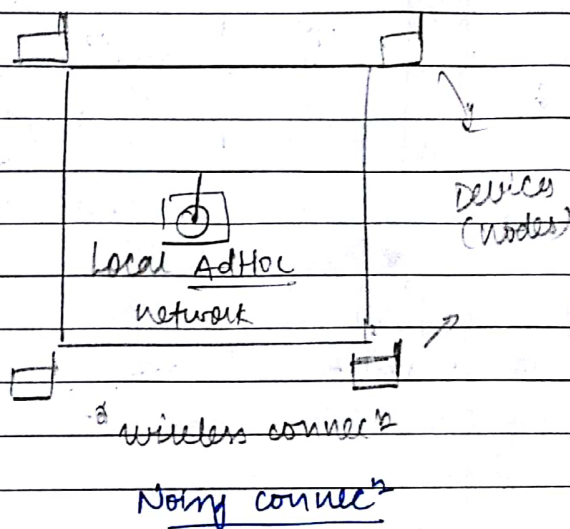 Devices
(nodes)
Local AdHoc
network
wireless connecⁿ
Noisy connecⁿ